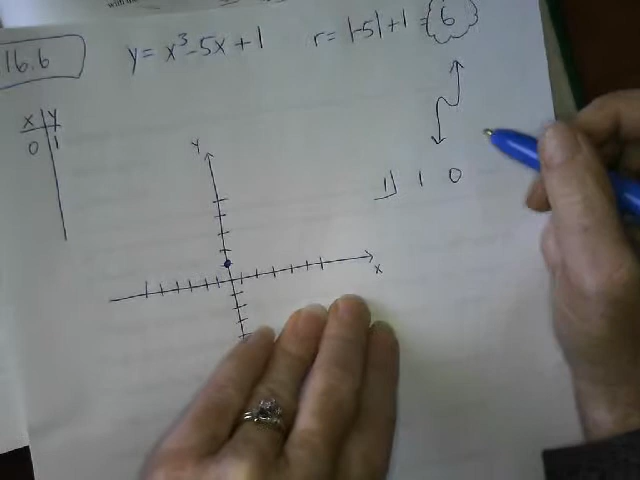 16.6
y = x³ - 5x + 1
r = |-5| + 1 = 6
x | y
0 | 1
y
x
1⌋ 1 0